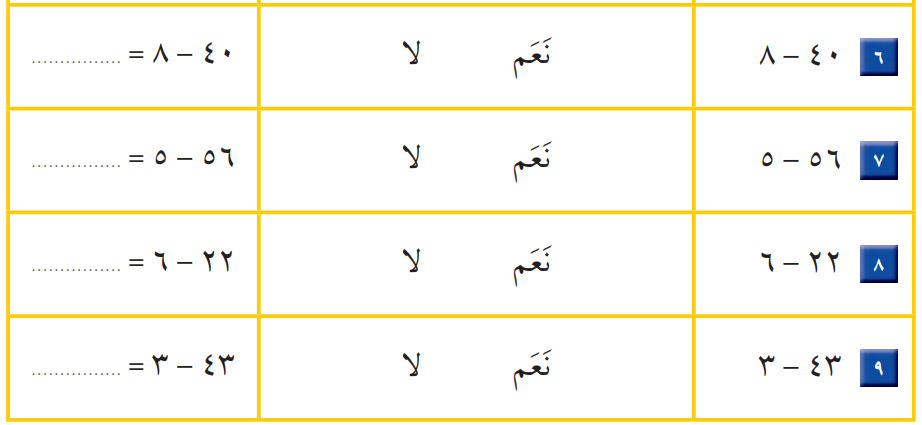 ٦ ٤٠ – ٨ نَعَم لا ٤٠ – ٨ = ................
٧ ٥٦ – ٥ نَعَم لا ٥٦ – ٥ = ................
٨ ٢٢ – ٦ نَعَم لا ٢٢ – ٦ = ................
٩ ٤٣ – ٣ نَعَم لا ٤٣ – ٣ = ................